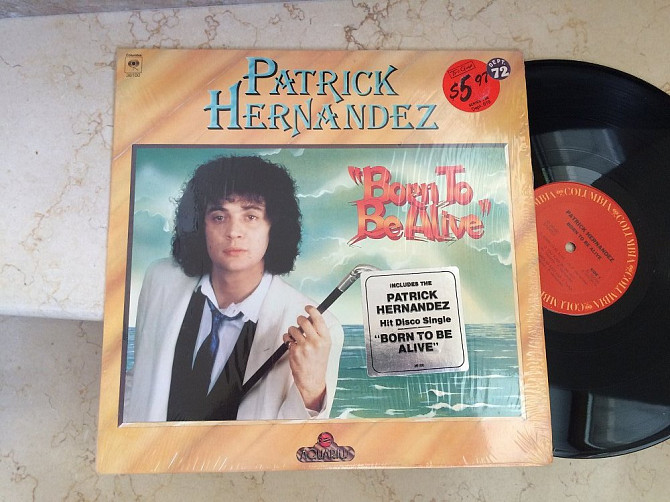 Columbia
PATRICK
HERNANDEZ
$5.97
DEPT.
72
"Born To
Be Alive"
INCLUDES THE
PATRICK
HERNANDEZ
Hit Disco Single
"BORN TO BE
ALIVE"
AQUARIUS
COLUMBIA
PATRICK HERNANDEZ
BORN TO BE ALIVE